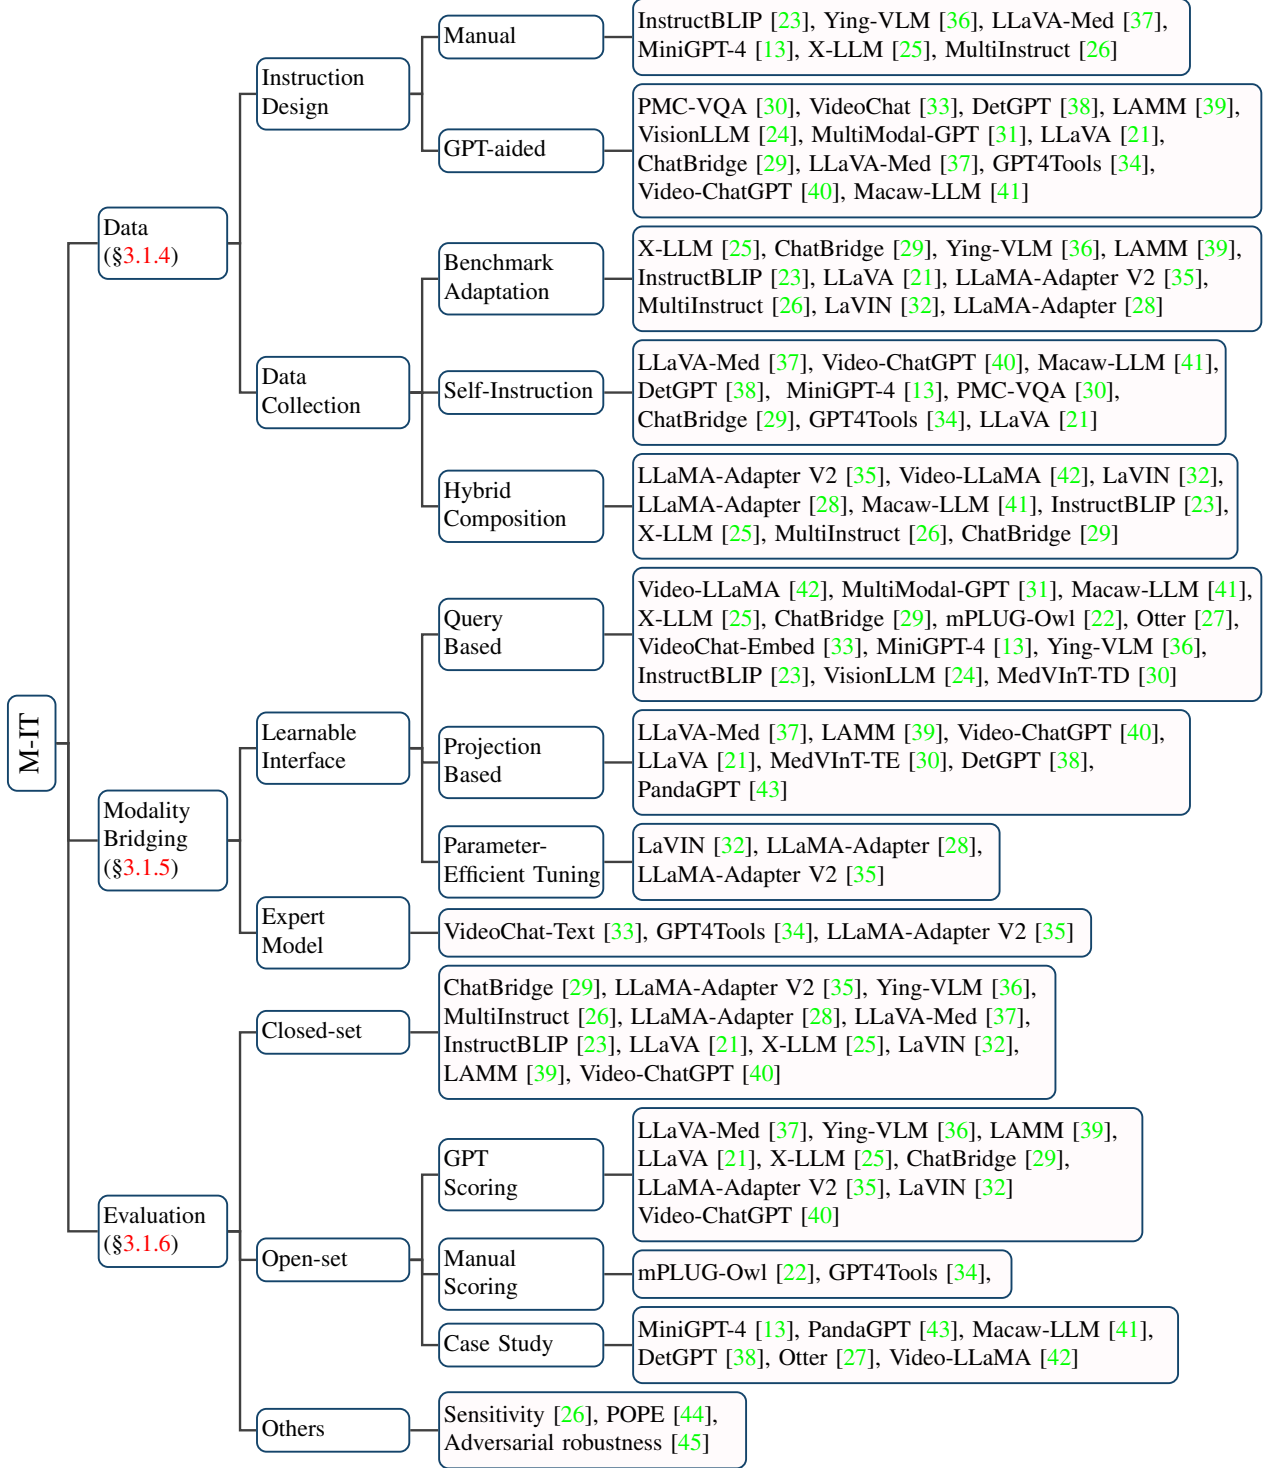 M-IT
Data
(§3.1.4)
Instruction
Design
Manual
InstructBLIP [23], Ying-VLM [36], LLaVA-Med [37],
MiniGPT-4 [13], X-LLM [25], MultiInstruct [26]
GPT-aided
PMC-VQA [30], VideoChat [33], DetGPT [38], LAMM [39],
VisionLLM [24], MultiModal-GPT [31], LLaVA [21],
ChatBridge [29], LLaVA-Med [37], GPT4Tools [34],
Video-ChatGPT [40], Macaw-LLM [41]
Data
Collection
Benchmark
Adaptation
X-LLM [25], ChatBridge [29], Ying-VLM [36], LAMM [39],
InstructBLIP [23], LLaVA [21], LLaMA-Adapter V2 [35],
MultiInstruct [26], LaVIN [32], LLaMA-Adapter [28]
Self-Instruction
LLaVA-Med [37], Video-ChatGPT [40], Macaw-LLM [41],
DetGPT [38], MiniGPT-4 [13], PMC-VQA [30],
ChatBridge [29], GPT4Tools [34], LLaVA [21]
Hybrid
Composition
LLaMA-Adapter V2 [35], Video-LLaMA [42], LaVIN [32],
LLaMA-Adapter [28], Macaw-LLM [41], InstructBLIP [23],
X-LLM [25], MultiInstruct [26], ChatBridge [29]
Modality
Bridging
(§3.1.5)
Learnable
Interface
Query
Based
Video-LLaMA [42], MultiModal-GPT [31], Macaw-LLM [41],
X-LLM [25], ChatBridge [29], mPLUG-Owl [22], Otter [27],
VideoChat-Embed [33], MiniGPT-4 [13], Ying-VLM [36],
InstructBLIP [23], VisionLLM [24], MedVInT-TD [30]
Projection
Based
LLaVA-Med [37], LAMM [39], Video-ChatGPT [40],
LLaVA [21], MedVInT-TE [30], DetGPT [38],
PandaGPT [43]
Parameter-
Efficient Tuning
LaVIN [32], LLaMA-Adapter [28],
LLaMA-Adapter V2 [35]
Expert
Model
VideoChat-Text [33], GPT4Tools [34], LLaMA-Adapter V2 [35]
Evaluation
(§3.1.6)
Closed-set
ChatBridge [29], LLaMA-Adapter V2 [35], Ying-VLM [36],
MultiInstruct [26], LLaMA-Adapter [28], LLaVA-Med [37],
InstructBLIP [23], LLaVA [21], X-LLM [25], LaVIN [32],
LAMM [39], Video-ChatGPT [40]
Open-set
GPT
Scoring
LLaVA-Med [37], Ying-VLM [36], LAMM [39],
LLaVA [21], X-LLM [25], ChatBridge [29],
LLaMA-Adapter V2 [35], LaVIN [32]
Video-ChatGPT [40]
Manual
Scoring
mPLUG-Owl [22], GPT4Tools [34],
Case Study
MiniGPT-4 [13], PandaGPT [43], Macaw-LLM [41],
DetGPT [38], Otter [27], Video-LLaMA [42]
Others
Sensitivity [26], POPE [44],
Adversarial robustness [45]